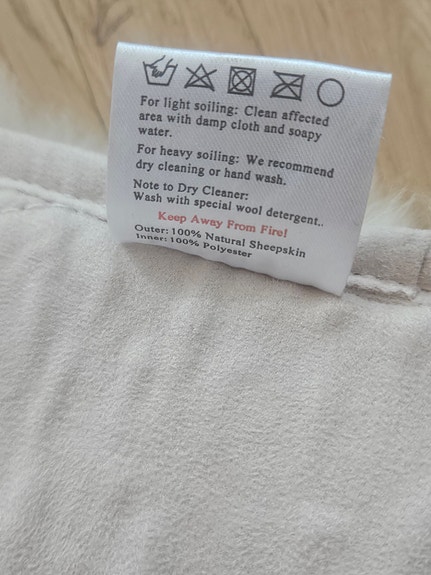 For light soiling: Clean affected
area with damp cloth and soapy
water.
For heavy soiling: We recommend
dry cleaning or hand wash.
Note to Dry Cleaner:
Wash with special wool detergent..
Keep Away From Fire!
Outer: 100% Natural Sheepskin
Inner: 100% Polyester